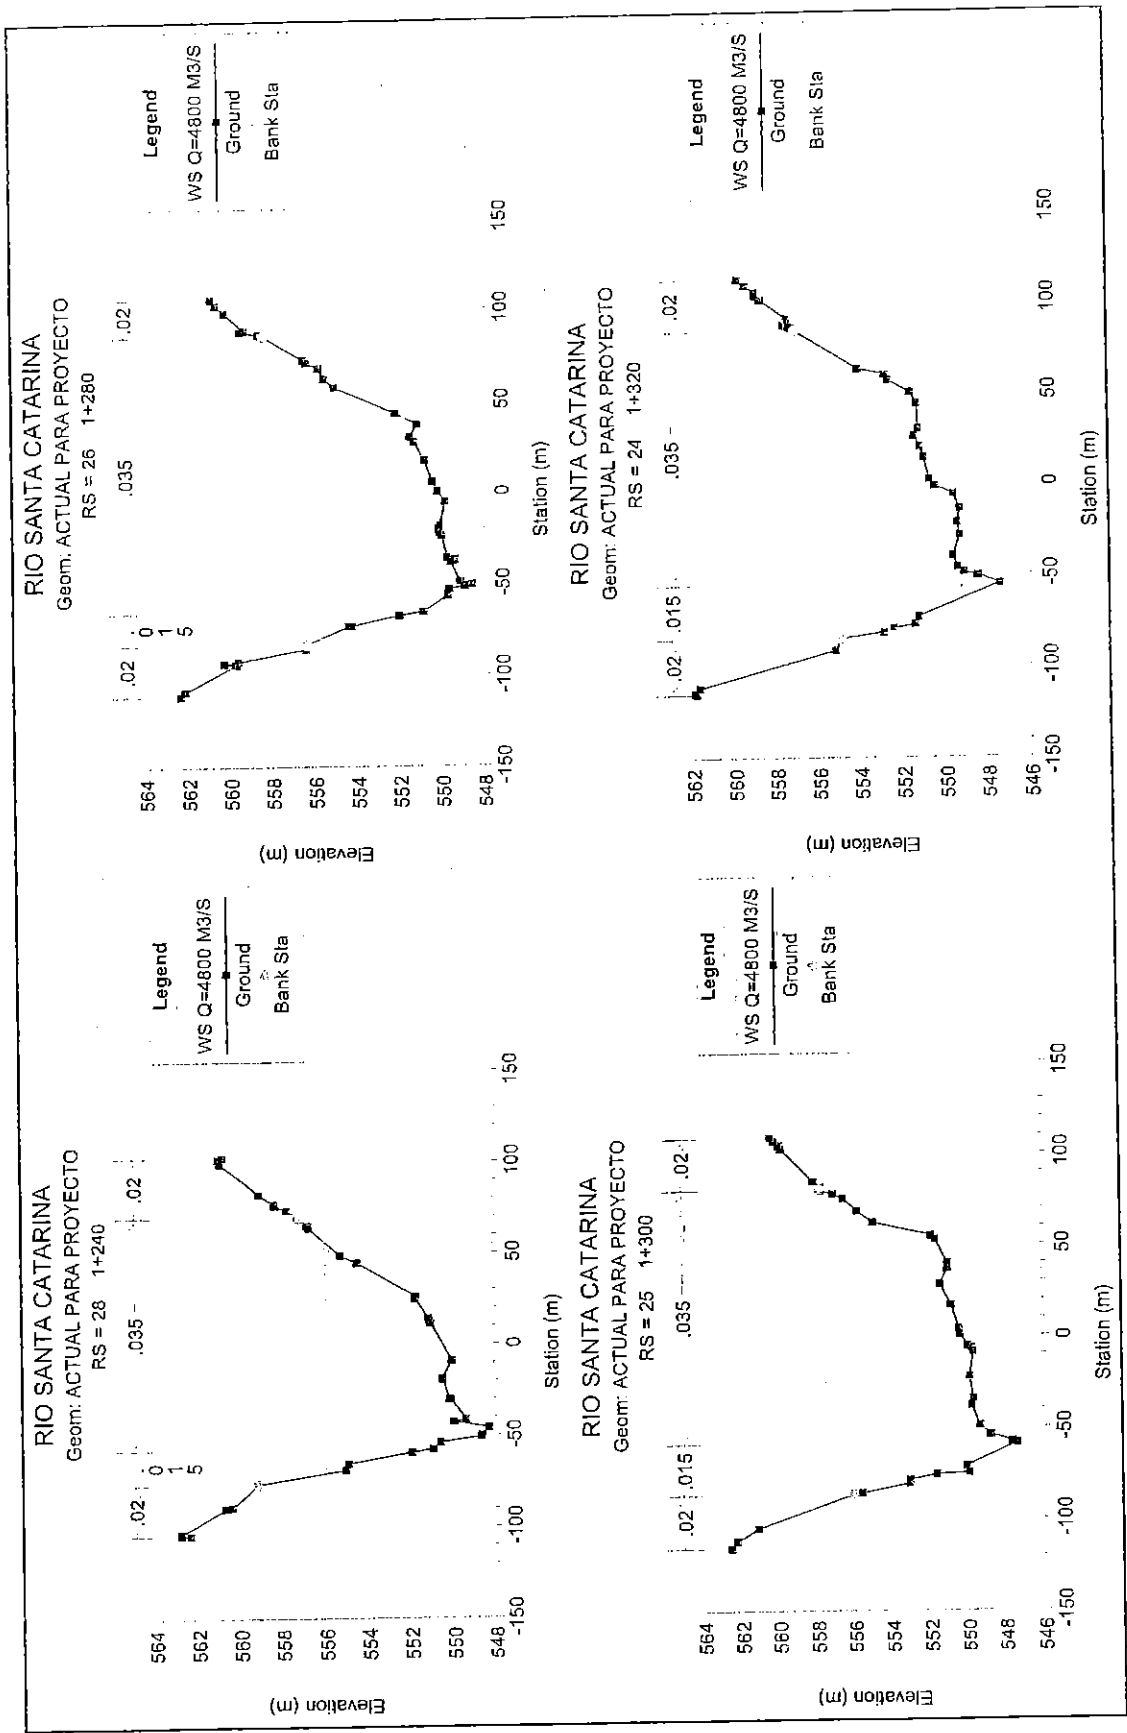 RIO SANTA CATARINA
Geom: ACTUAL PARA PROYECTO
RS = 28 1+240
.02
.015
.035
.02
Legend
WS Q=4800 M3/S
Ground
Bank Sta
Elevation (m)
564
562
560
558
556
554
552
550
548
-150
-100
-50
0
50
100
150
Station (m)
RIO SANTA CATARINA
Geom: ACTUAL PARA PROYECTO
RS = 26 1+280
.02
.015
.035
.02
Legend
WS Q=4800 M3/S
Ground
Bank Sta
Elevation (m)
564
562
560
558
556
554
552
550
548
-150
-100
-50
0
50
100
150
Station (m)
RIO SANTA CATARINA
Geom: ACTUAL PARA PROYECTO
RS = 25 1+300
.02
.015
.035
.02
Legend
WS Q=4800 M3/S
Ground
Bank Sta
Elevation (m)
564
562
560
558
556
554
552
550
548
546
-150
-100
-50
0
50
100
150
Station (m)
RIO SANTA CATARINA
Geom: ACTUAL PARA PROYECTO
RS = 24 1+320
.02
.015
.035
.02
Legend
WS Q=4800 M3/S
Ground
Bank Sta
Elevation (m)
562
560
558
556
554
552
550
548
546
-150
-100
-50
0
50
100
150
Station (m)